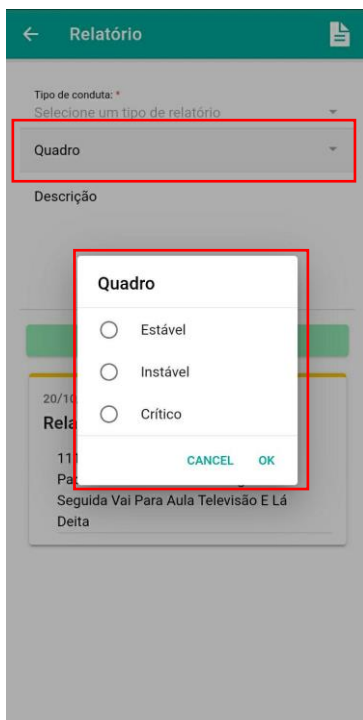 Relatório
Tipo de conduta: *
Selecione um tipo de relatório
Quadro
Descrição
Quadro
Estável
Instável
Crítico
CANCEL OK
20/10
Rela
111
Pa
Seguida Vai Para Aula Televisão E Lá
Deita